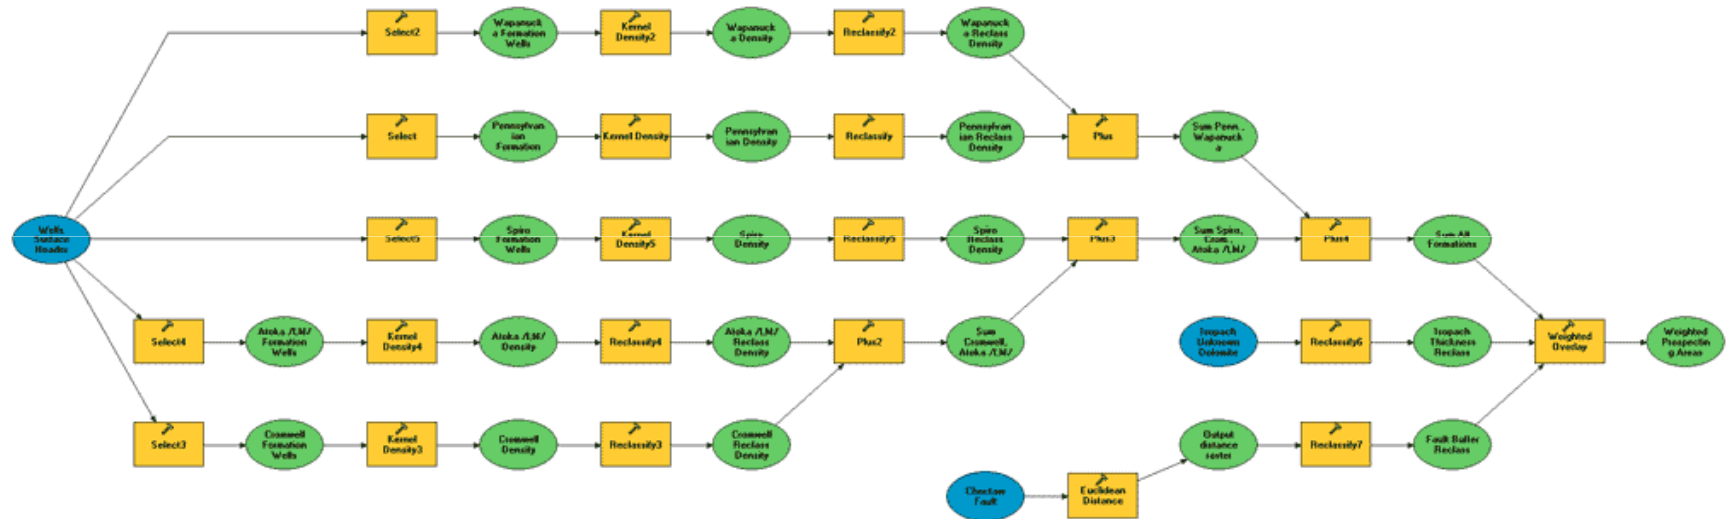 Select2
Wapanuck
a Formation
Wells
Kernel
Density2
Wapanuck
a Density
Reclassify2
Wapanuck
a Reclass
Density
Select
Pennsylvan
ian
Formation
Kernel Density
Pennsylvan
ian Density
Reclassify
Pennsylvan
ian Reclass
Density
Plus
Sum Penn.,
Wapanuck
a
Wells
Surface
Header
Select5
Spiro
Formation
Wells
Kernel
Density5
Spiro
Density
Reclassify5
Spiro
Reclass
Density
Plus3
Sum Spiro,
Crom.,
Atoka /LM/
Plus4
Sum All
Formations
Select4
Atoka /LM/
Formation
Wells
Kernel
Density4
Atoka /LM/
Density
Reclassify4
Atoka /LM/
Reclass
Density
Plus2
Sum
Cromwell,
Atoka /LM/
Isopach
Unknown
Dolomite
Reclassify6
Isopach
Thickness
Reclass
Weighted
Overlay
Weighted
Prospectin
g Areas
Select3
Cromwell
Formation
Wells
Kernel
Density3
Cromwell
Density
Reclassify3
Cromwell
Reclass
Density
Output
distance
raster
Reclassify7
Fault Buffer
Reclass
Choctaw
Fault
Euclidean
Distance